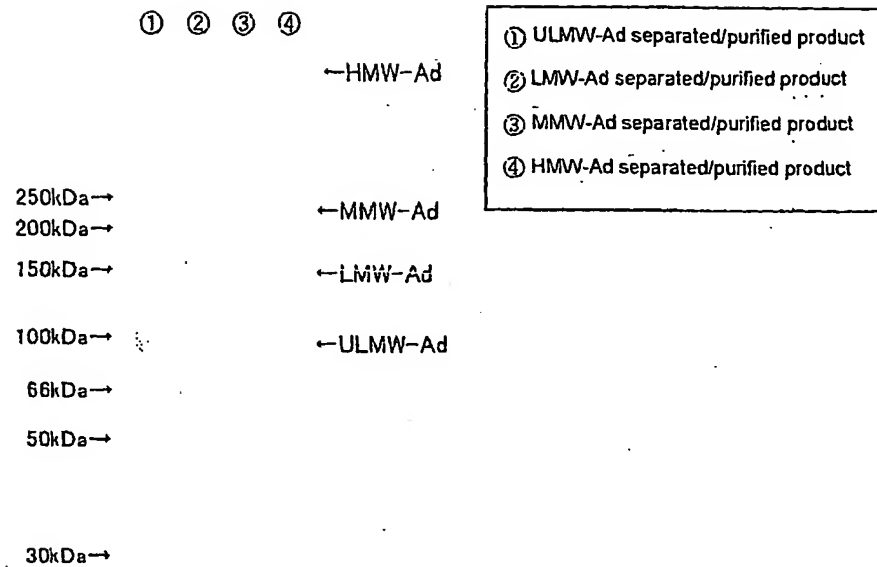 ① ② ③ ④
←HMW-Ad
250kDa→
←MMW-Ad
200kDa→
150kDa→
←LMW-Ad
100kDa→
←ULMW-Ad
66kDa→
50kDa→
30kDa→
① ULMW-Ad separated/purified product
② LMW-Ad separated/purified product
③ MMW-Ad separated/purified product
④ HMW-Ad separated/purified product